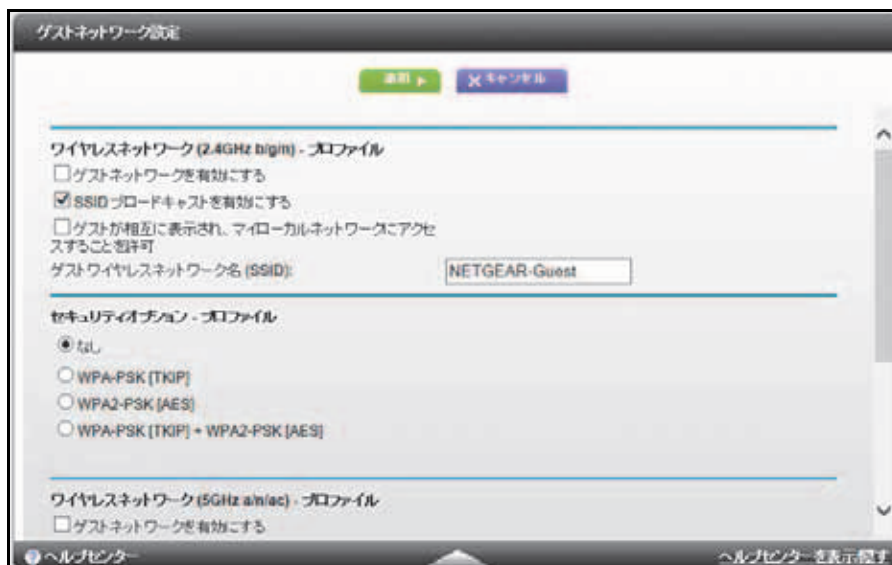 ゲストネットワーク設定
適用
キャンセル
ワイヤレスネットワーク (2.4GHz b/g/n) - プロファイル
ゲストネットワークを有効にする
SSID ブロードキャストを有効にする
ゲストが相互に表示され、マイローカルネットワークにアクセ
スすることを許可
ゲストワイヤレスネットワーク名 (SSID):
NETGEAR-Guest
セキュリティオプション - プロファイル
なし
WPA-PSK [TKIP]
WPA2-PSK [AES]
WPA-PSK [TKIP] + WPA2-PSK [AES]
ワイヤレスネットワーク (5GHz a/n/ac) - プロファイル
ゲストネットワークを有効にする
ヘルプセンター
ヘルプセンターを表示/隠す